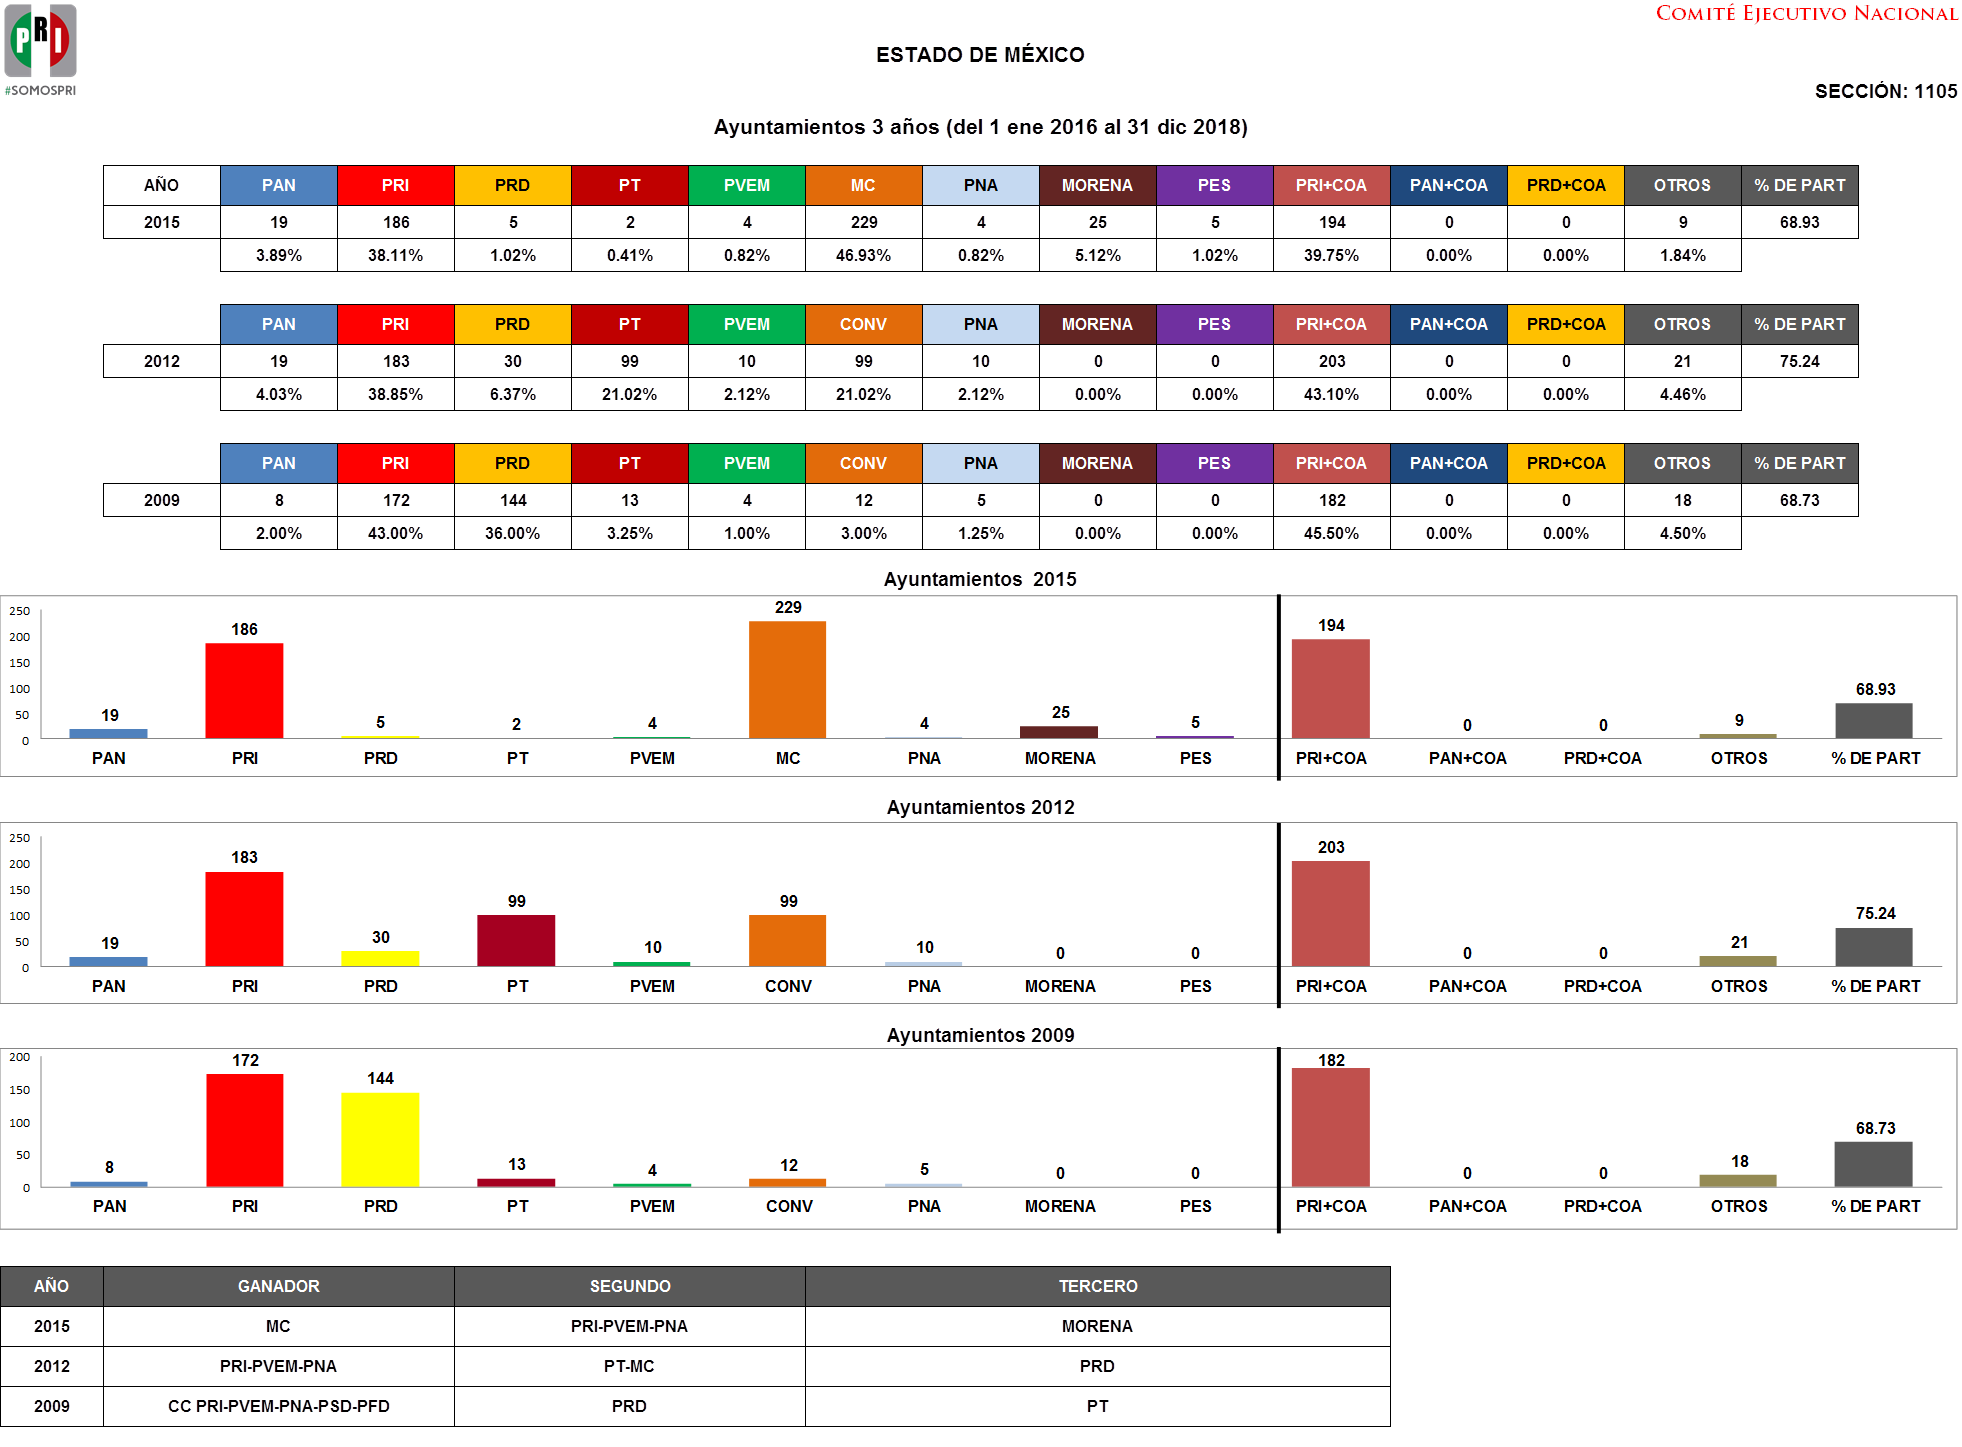 COMITÉ EJECUTIVO NACIONAL
PRI
#SOMOSPRI
ESTADO DE MÉXICO
SECCIÓN: 1105
Ayuntamientos 3 años (del 1 ene 2016 al 31 dic 2018)
AÑO PAN PRI PRD PT PVEM MC PNA MORENA PES PRI+COA PAN+COA PRD+COA OTROS % DE PART
2015 19 186 5 2 4 229 4 25 5 194 0 0 9 68.93
3.89% 38.11% 1.02% 0.41% 0.82% 46.93% 0.82% 5.12% 1.02% 39.75% 0.00% 0.00% 1.84%
PAN PRI PRD PT PVEM CONV PNA MORENA PES PRI+COA PAN+COA PRD+COA OTROS % DE PART
2012 19 183 30 99 10 99 10 0 0 203 0 0 21 75.24
4.03% 38.85% 6.37% 21.02% 2.12% 21.02% 2.12% 0.00% 0.00% 43.10% 0.00% 0.00% 4.46%
PAN PRI PRD PT PVEM CONV PNA MORENA PES PRI+COA PAN+COA PRD+COA OTROS % DE PART
2009 8 172 144 13 4 12 5 0 0 182 0 0 18 68.73
2.00% 43.00% 36.00% 3.25% 1.00% 3.00% 1.25% 0.00% 0.00% 45.50% 0.00% 0.00% 4.50%
Ayuntamientos 2015
250
200
150
100
50
0
19 186 5 2 4 229 4 25 5 194 0 0 9 68.93
PAN PRI PRD PT PVEM MC PNA MORENA PES PRI+COA PAN+COA PRD+COA OTROS % DE PART
Ayuntamientos 2012
250
200
150
100
50
0
19 183 30 99 10 99 10 0 0 203 0 0 21 75.24
PAN PRI PRD PT PVEM CONV PNA MORENA PES PRI+COA PAN+COA PRD+COA OTROS % DE PART
Ayuntamientos 2009
200
150
100
50
0
8 172 144 13 4 12 5 0 0 182 0 0 18 68.73
PAN PRI PRD PT PVEM CONV PNA MORENA PES PRI+COA PAN+COA PRD+COA OTROS % DE PART
AÑO GANADOR SEGUNDO TERCERO
2015 MC PRI-PVEM-PNA MORENA
2012 PRI-PVEM-PNA PT-MC PRD
2009 CC PRI-PVEM-PNA-PSD-PFD PRD PT